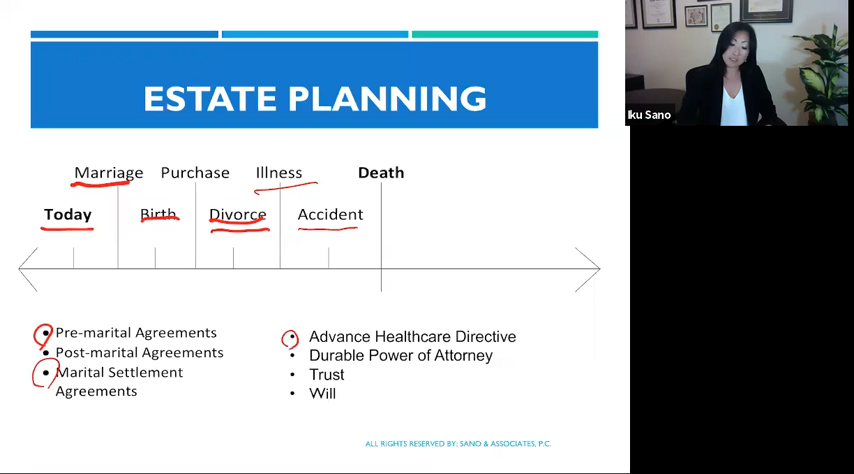 ESTATE PLANNING
Iku Sano
Marriage Purchase Illness Death
Today Birth Divorce Accident
• Pre-marital Agreements
• Post-marital Agreements
• Marital Settlement
Agreements
• Advance Healthcare Directive
• Durable Power of Attorney
• Trust
• Will
ALL RIGHTS RESERVED BY: SANO & ASSOCIATES, P.C.